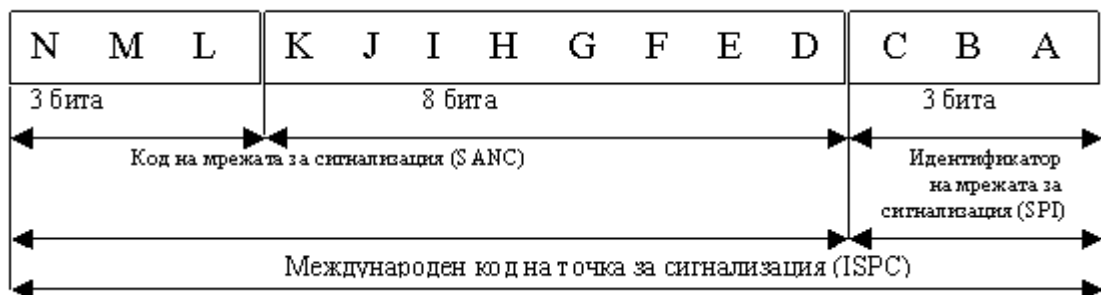 N M L K J I H G F E D C B A
3 бита 8 бита 3 бита
Код на мрежата за сигнализация (SANC)
Идентификатор
на мрежата за
сигнализация (SPI)
Международен код на точка за сигнализация (ISPC)